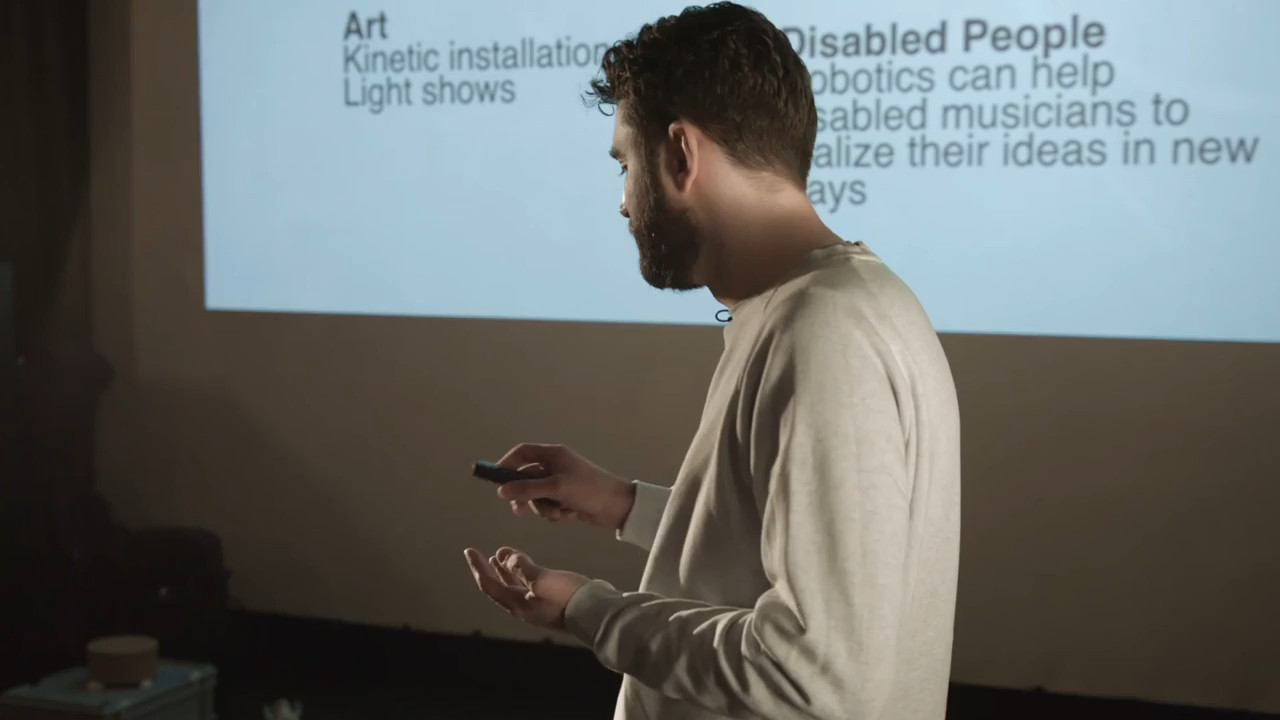 Art
Kinetic installation
Light shows
Disabled People
obotics can help
sabled musicians to
alize their ideas in new
ays